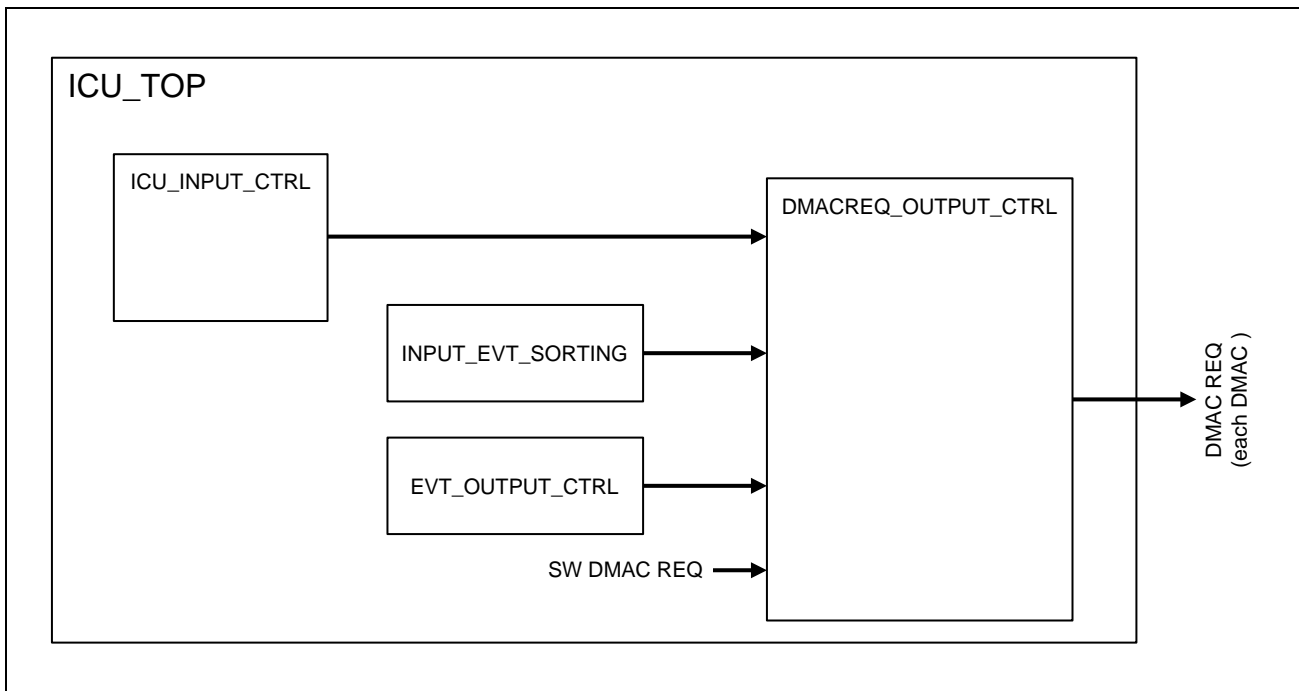 ICU_TOP
ICU_INPUT_CTRL
DMACREQ_OUTPUT_CTRL
INPUT_EVT_SORTING
EVT_OUTPUT_CTRL
SW DMAC REQ
DMAC REQ
(each DMAC )